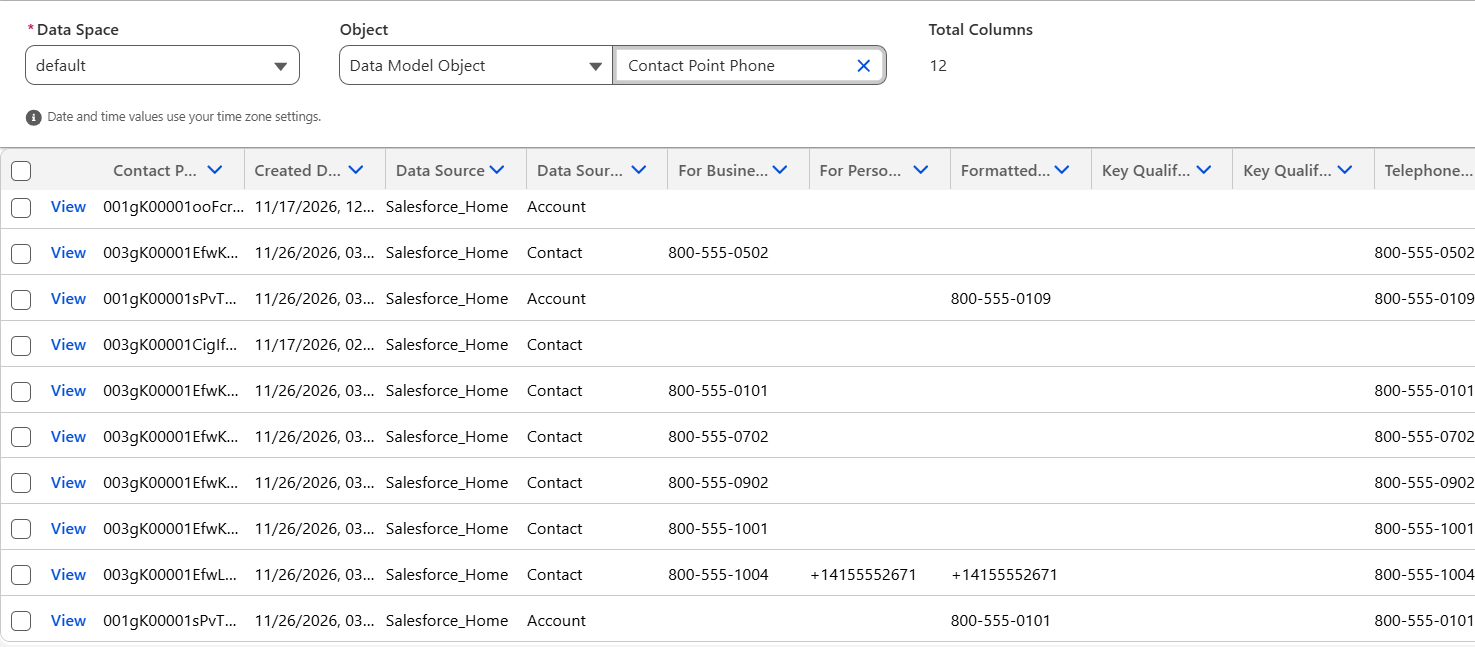 * Data Space Object Total Columns
default Data Model Object Contact Point Phone 12
Date and time values use your time zone settings.
Contact P... Created D... Data Source Data Sour... For Busine... For Perso... Formatted... Key Qualif... Key Qualif... Telephone...
View 001gK00001ooFcr... 11/17/2026, 12... Salesforce_Home Account
View 003gK00001EfwK... 11/26/2026, 03... Salesforce_Home Contact 800-555-0502 800-555-0502
View 001gK00001sPvT... 11/26/2026, 03... Salesforce_Home Account 800-555-0109 800-555-0109
View 003gK00001CigIf... 11/17/2026, 02... Salesforce_Home Contact
View 003gK00001EfwK... 11/26/2026, 03... Salesforce_Home Contact 800-555-0101 800-555-0101
View 003gK00001EfwK... 11/26/2026, 03... Salesforce_Home Contact 800-555-0702 800-555-0702
View 003gK00001EfwK... 11/26/2026, 03... Salesforce_Home Contact 800-555-0902 800-555-0902
View 003gK00001EfwK... 11/26/2026, 03... Salesforce_Home Contact 800-555-1001 800-555-1001
View 003gK00001EfwL... 11/26/2026, 03... Salesforce_Home Contact 800-555-1004 +14155552671 +14155552671 800-555-1004
View 001gK00001sPvT... 11/26/2026, 03... Salesforce_Home Account 800-555-0101 800-555-0101